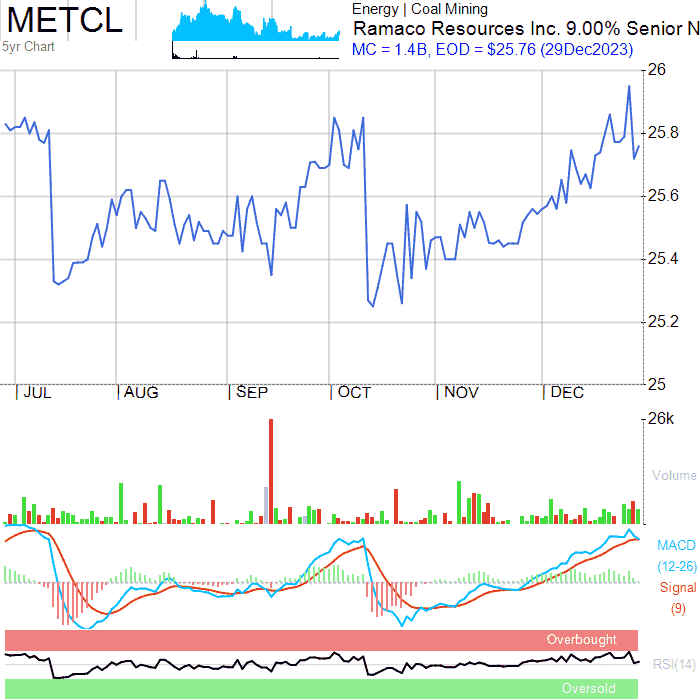 METCL
5yr Chart
Energy | Coal Mining
Ramaco Resources Inc. 9.00% Senior N
MC = 1.4B, EOD = $25.76 (29Dec2023)
26
25.8
25.6
25.4
25.2
25
| JUL | AUG | SEP | OCT | NOV | DEC
26k
Volume
MACD
(12-26)
Signal
(9)
Overbought
RSI(14)
Oversold